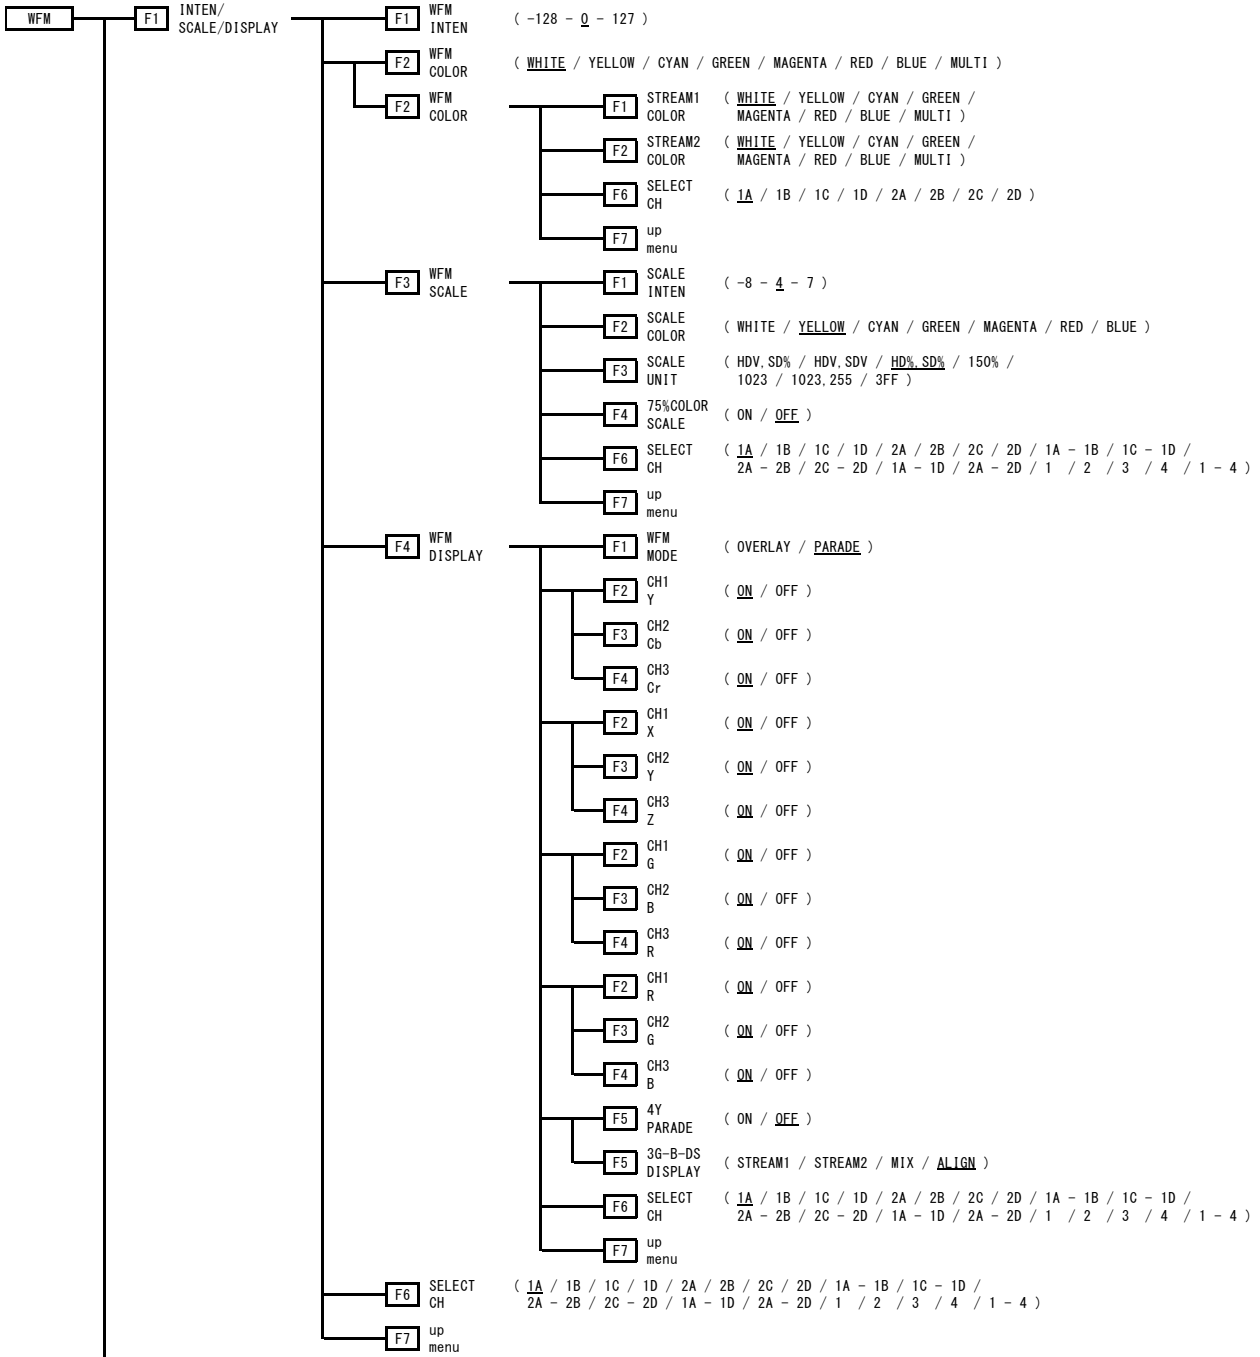 WFM F1 INTEN/ SCALE/DISPLAY F1 WFM INTEN ( -128 - 0 - 127 )
F2 WFM COLOR ( WHITE / YELLOW / CYAN / GREEN / MAGENTA / RED / BLUE / MULTI )
F2 WFM COLOR F1 STREAM1 COLOR ( WHITE / YELLOW / CYAN / GREEN /
MAGENTA / RED / BLUE / MULTI )
F2 STREAM2 COLOR ( WHITE / YELLOW / CYAN / GREEN /
MAGENTA / RED / BLUE / MULTI )
F6 SELECT CH ( 1A / 1B / 1C / 1D / 2A / 2B / 2C / 2D )
F7 up menu
F3 WFM SCALE F1 SCALE INTEN ( -8 - 4 - 7 )
F2 SCALE COLOR ( WHITE / YELLOW / CYAN / GREEN / MAGENTA / RED / BLUE )
F3 SCALE UNIT ( HDV,SD% / HDV,SDV / HD%,SD% / 150% /
1023 / 1023,255 / 3FF )
F4 75%COLOR SCALE ( ON / OFF )
F6 SELECT CH ( 1A / 1B / 1C / 1D / 2A / 2B / 2C / 2D / 1A - 1B / 1C - 1D /
2A - 2B / 2C - 2D / 1A - 1D / 2A - 2D / 1 / 2 / 3 / 4 / 1 - 4 )
F7 up menu
F4 WFM DISPLAY F1 WFM MODE ( OVERLAY / PARADE )
F2 CH1 Y ( ON / OFF )
F3 CH2 Cb ( ON / OFF )
F4 CH3 Cr ( ON / OFF )
F2 CH1 X ( ON / OFF )
F3 CH2 Y ( ON / OFF )
F4 CH3 Z ( ON / OFF )
F2 CH1 G ( ON / OFF )
F3 CH2 B ( ON / OFF )
F4 CH3 R ( ON / OFF )
F2 CH1 R ( ON / OFF )
F3 CH2 G ( ON / OFF )
F4 CH3 B ( ON / OFF )
F5 4Y PARADE ( ON / OFF )
F5 3G-B-DS DISPLAY ( STREAM1 / STREAM2 / MIX / ALIGN )
F6 SELECT CH ( 1A / 1B / 1C / 1D / 2A / 2B / 2C / 2D / 1A - 1B / 1C - 1D /
2A - 2B / 2C - 2D / 1A - 1D / 2A - 2D / 1 / 2 / 3 / 4 / 1 - 4 )
F7 up menu
F6 SELECT CH ( 1A / 1B / 1C / 1D / 2A / 2B / 2C / 2D / 1A - 1B / 1C - 1D /
2A - 2B / 2C - 2D / 1A - 1D / 2A - 2D / 1 / 2 / 3 / 4 / 1 - 4 )
F7 up menu